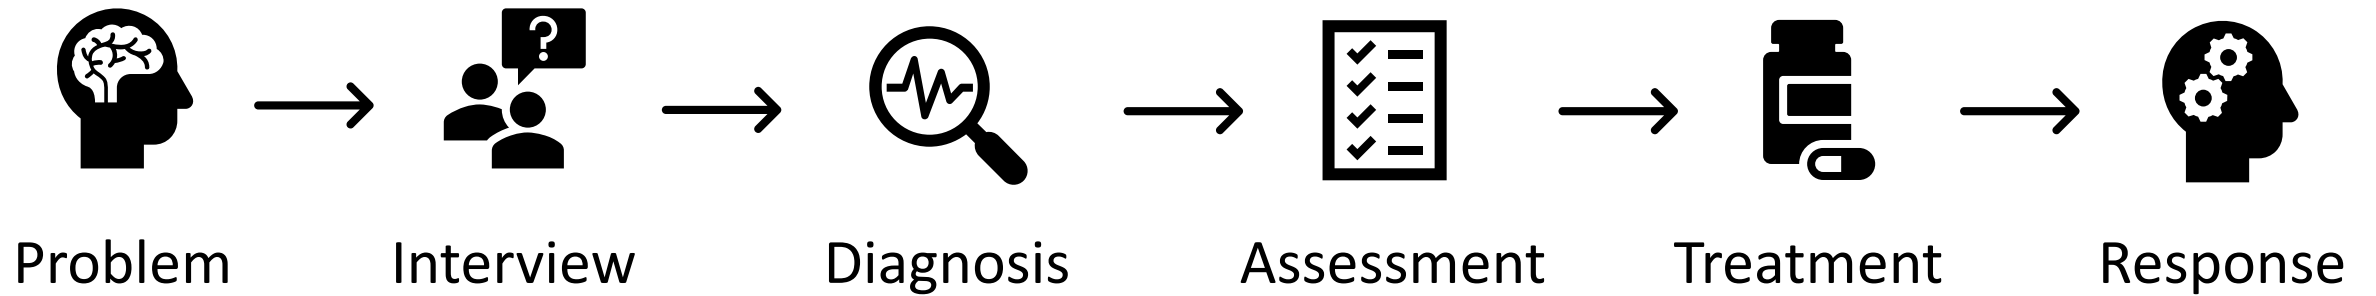 ?
Problem
Interview
Diagnosis
Assessment
Treatment
Response